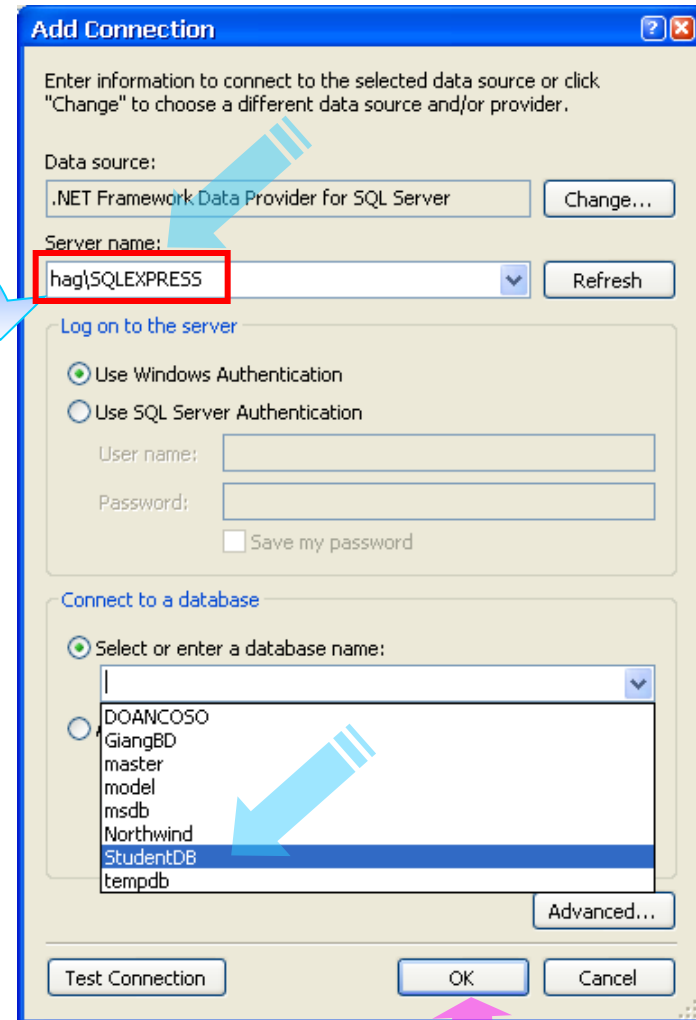 Add Connection
Enter information to connect to the selected data source or click
"Change" to choose a different data source and/or provider.
Data source:
.NET Framework Data Provider for SQL Server
Change...
Server name:
hag\SQLEXPRESS
Refresh
Log on to the server
Use Windows Authentication
Use SQL Server Authentication
User name:
Password:
Save my password
Connect to a database
Select or enter a database name:
DOANCOSO
GiangBD
master
model
msdb
Northwind
StudentDB
tempdb
Advanced...
Test Connection
OK
Cancel